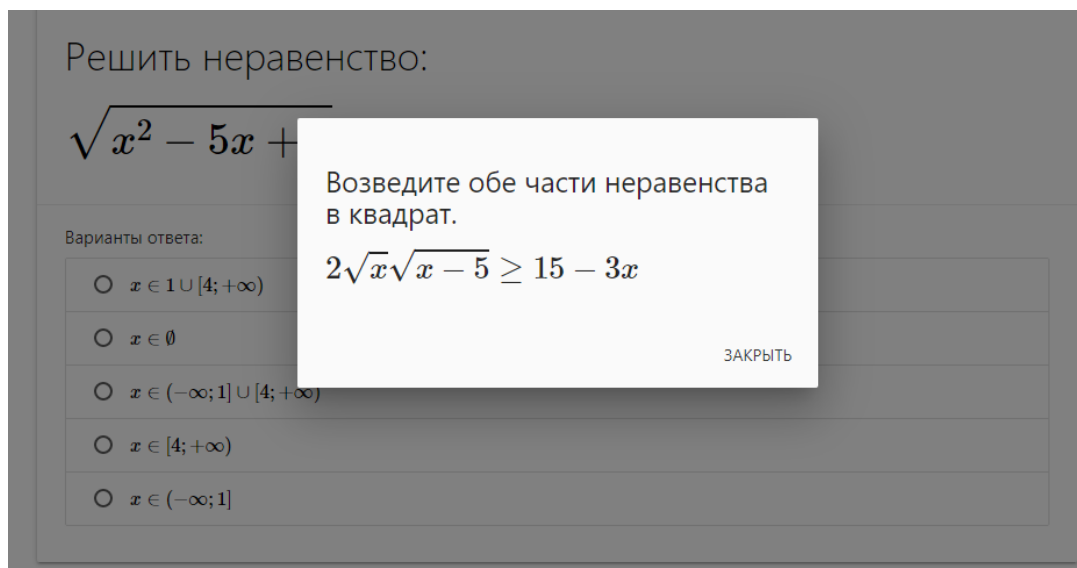 Решить неравенство:
√x² − 5x +
Возведите обе части неравенства
в квадрат.
2√x√x − 5 ≥ 15 − 3x
ЗАКРЫТЬ
Варианты ответа:
x ∈ 1 ∪ [4; +∞)
x ∈ ∅
x ∈ (−∞; 1] ∪ [4; +∞)
x ∈ [4; +∞)
x ∈ (−∞; 1]